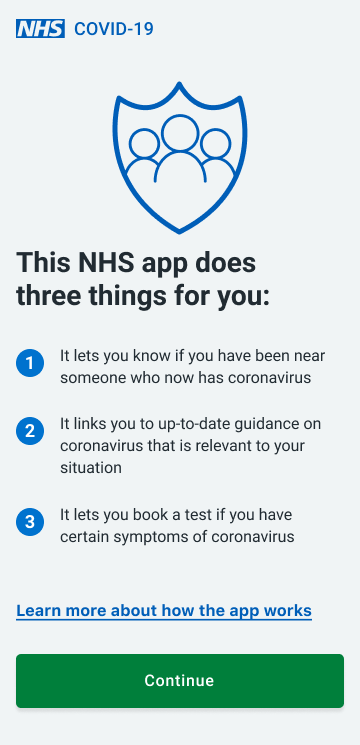 NHS COVID-19
This NHS app does
three things for you:
1 It lets you know if you have been near
someone who now has coronavirus
2 It links you to up-to-date guidance on
coronavirus that is relevant to your
situation
3 It lets you book a test if you have
certain symptoms of coronavirus
Learn more about how the app works
Continue